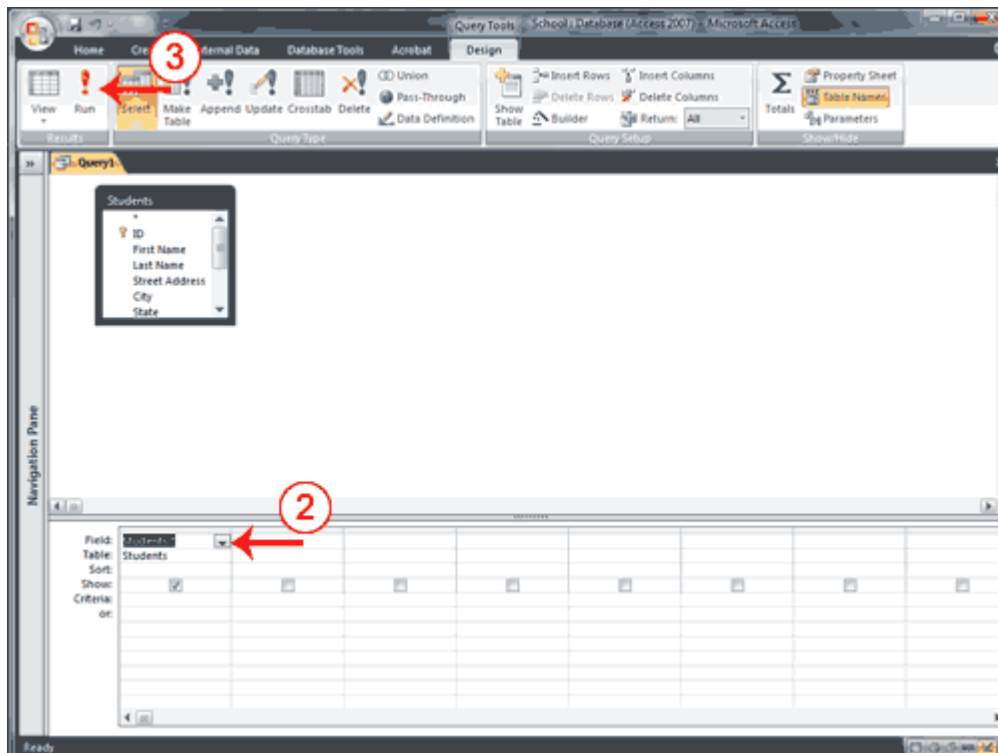 Query Tools School : Database (Access 2007) - Microsoft Access
Home External Data Database Tools Acrobat Design
3
View
Run
Select
Make Table
Append Update Crosstab Delete
Union
Pass-Through
Data Definition
Show Table
Insert Rows
Delete Rows
Builder
Insert Columns
Delete Columns
Return: All
Totals
Property Sheet
Table Names
Parameters
Results Query Type Query Setup Show/Hide
» Query1
Students
*
ID
First Name
Last Name
Street Address
City
State
Navigation Pane
2
Field: Students.*
Table: Students
Sort:
Show:
Criteria:
or:
Ready